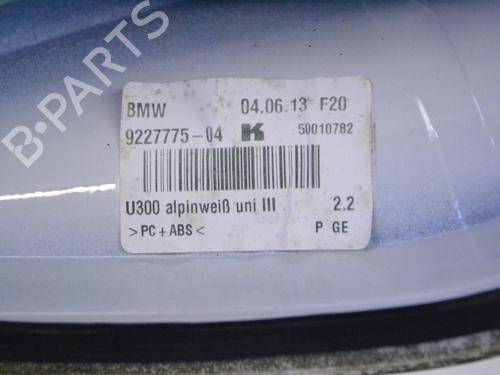 BMW 04.06.13 F20
9227775-04 K 50010782
U300 alpinweiß uni III 2.2
>PC+ABS< P GE
B-PARTS